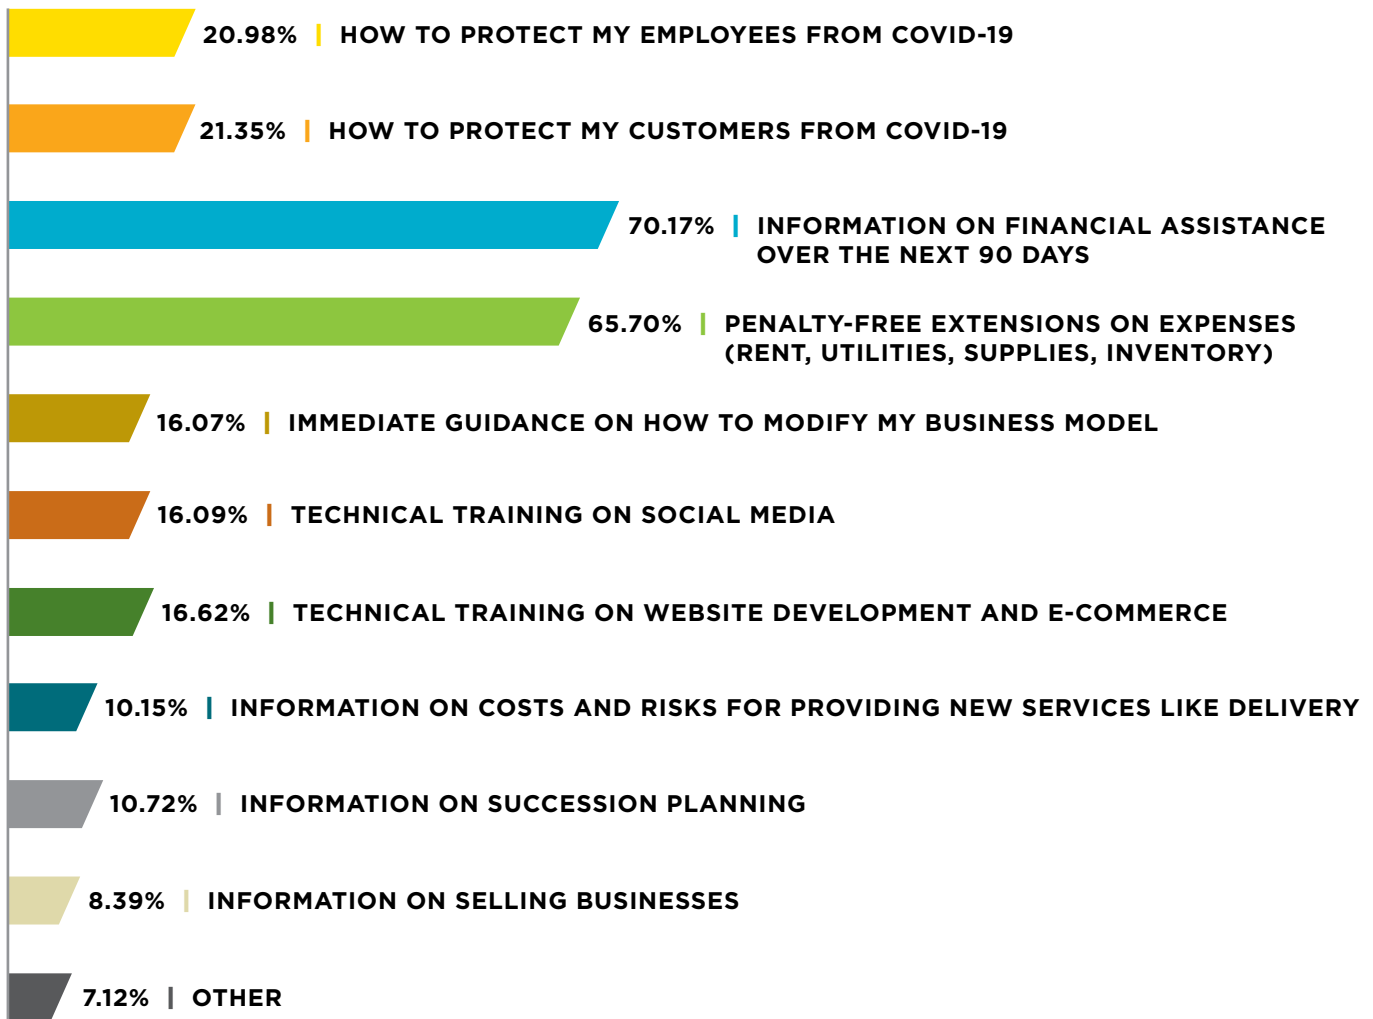 20.98% | HOW TO PROTECT MY EMPLOYEES FROM COVID-19
21.35% | HOW TO PROTECT MY CUSTOMERS FROM COVID-19
70.17% | INFORMATION ON FINANCIAL ASSISTANCE
OVER THE NEXT 90 DAYS
65.70% | PENALTY-FREE EXTENSIONS ON EXPENSES
(RENT, UTILITIES, SUPPLIES, INVENTORY)
16.07% | IMMEDIATE GUIDANCE ON HOW TO MODIFY MY BUSINESS MODEL
16.09% | TECHNICAL TRAINING ON SOCIAL MEDIA
16.62% | TECHNICAL TRAINING ON WEBSITE DEVELOPMENT AND E-COMMERCE
10.15% | INFORMATION ON COSTS AND RISKS FOR PROVIDING NEW SERVICES LIKE DELIVERY
10.72% | INFORMATION ON SUCCESSION PLANNING
8.39% | INFORMATION ON SELLING BUSINESSES
7.12% | OTHER